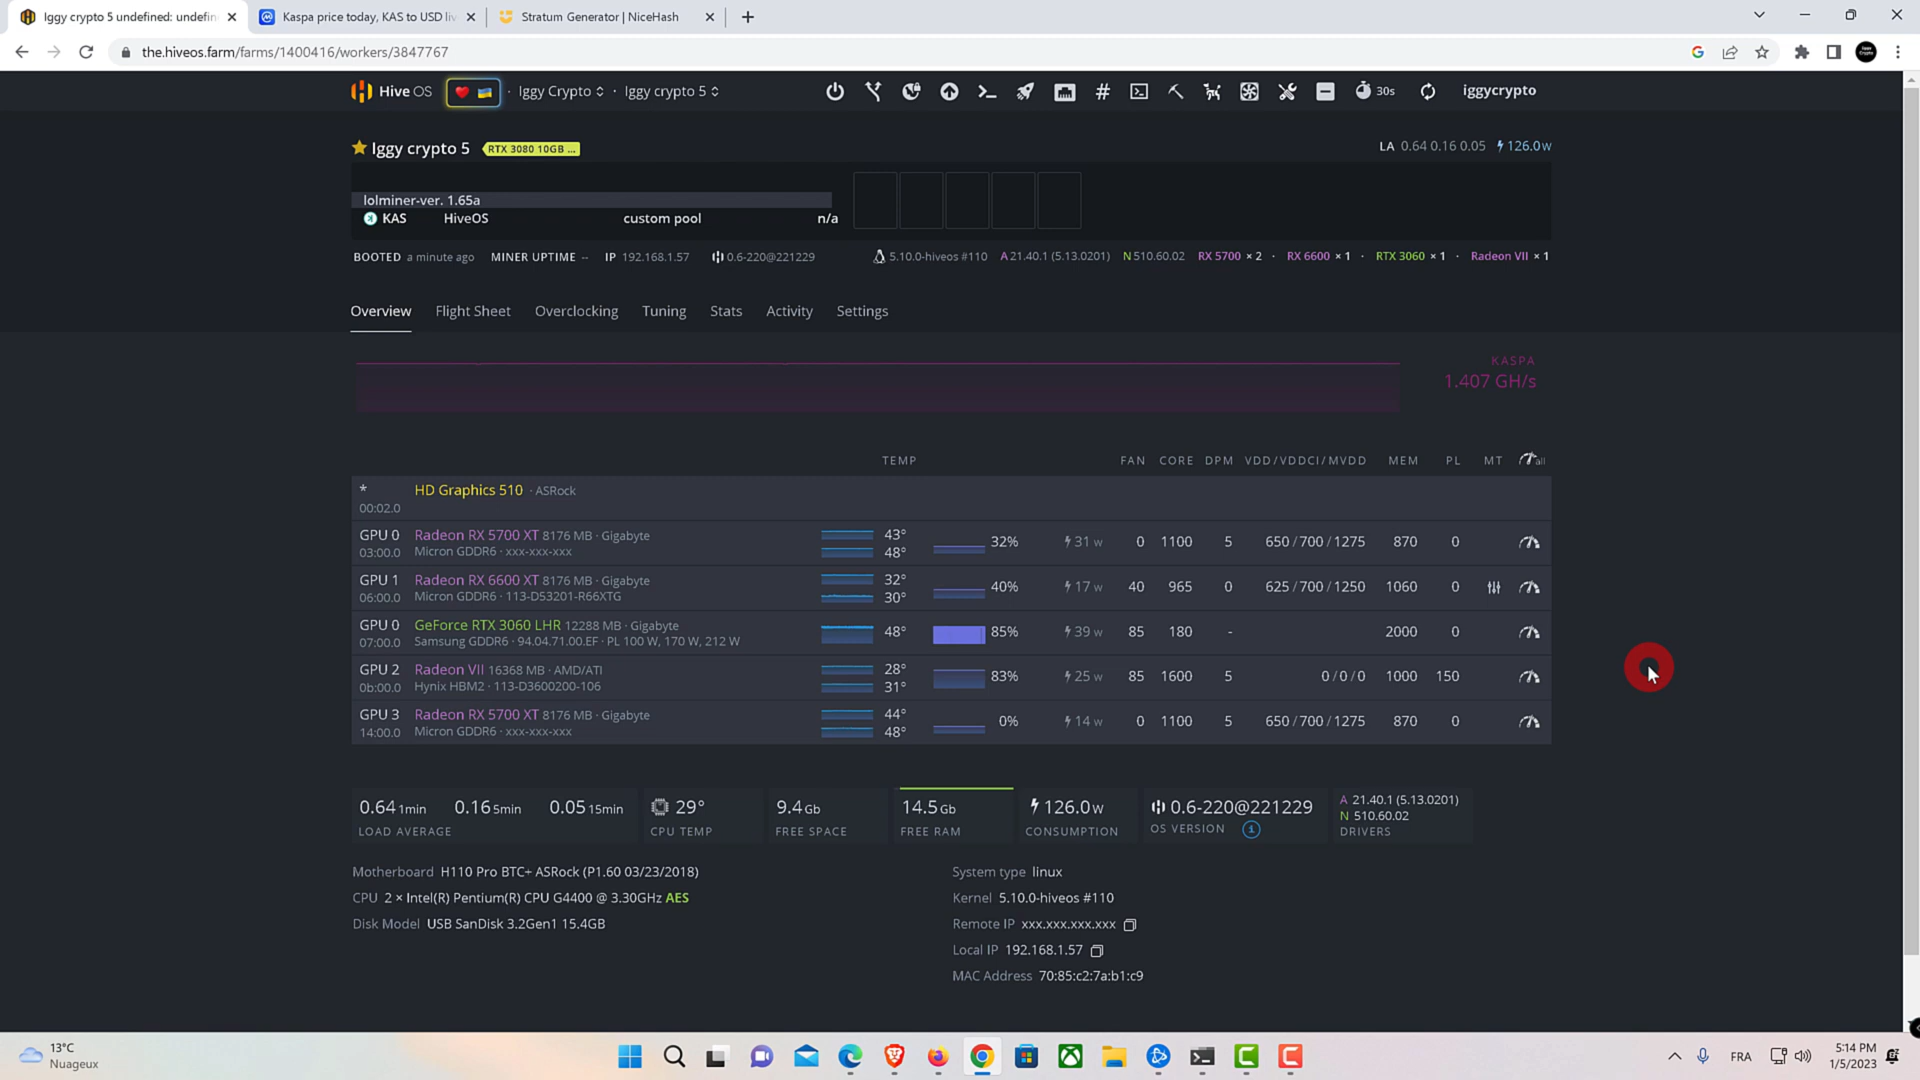 Iggy crypto 5 undefined: undefin
Kaspa price today, KAS to USD liv
Stratum Generator | NiceHash
the.hiveos.farm/farms/1400416/workers/3847767
Hive OS · Iggy Crypto · Iggy crypto 5 # 30s iggycrypto
Iggy crypto 5 RTX 3080 10GB ... LA 0.64 0.16 0.05 126.0W
lolminer-ver. 1.65a
KAS HiveOS custom pool n/a
BOOTED a minute ago MINER UPTIME -- IP 192.168.1.57 0.6-220@221229 5.10.0-hiveos #110 A 21.40.1 (5.13.0201) N 510.60.02 RX 5700 × 2 · RX 6600 × 1 · RTX 3060 × 1 · Radeon VII × 1
Overview Flight Sheet Overclocking Tuning Stats Activity Settings
KASPA
1.407 GH/s
TEMP FAN CORE DPM VDD/VDDCI/MVDD MEM PL MT all
* HD Graphics 510 · ASRock
00:02.0
GPU 0 Radeon RX 5700 XT 8176 MB · Gigabyte 43° 32% 31 w 0 1100 5 650/700/1275 870 0
03:00.0 Micron GDDR6 · xxx-xxx-xxx 48°
GPU 1 Radeon RX 6600 XT 8176 MB · Gigabyte 32° 40% 17 w 40 965 0 625/700/1250 1060 0
06:00.0 Micron GDDR6 · 113-D53201-R66XTG 30°
GPU 0 GeForce RTX 3060 LHR 12288 MB · Gigabyte 48° 85% 39 w 85 180 - 2000 0
07:00.0 Samsung GDDR6 · 94.04.71.00.EF · PL 100 W, 170 W, 212 W
GPU 2 Radeon VII 16368 MB · AMD/ATI 28° 83% 25 w 85 1600 5 0/0/0 1000 150
0b:00.0 Hynix HBM2 · 113-D3600200-106 31°
GPU 3 Radeon RX 5700 XT 8176 MB · Gigabyte 44° 0% 14 w 0 1100 5 650/700/1275 870 0
14:00.0 Micron GDDR6 · xxx-xxx-xxx 48°
0.64 1min 0.16 5min 0.05 15min 29° 9.4 Gb 14.5 Gb 126.0 W 0.6-220@221229 A 21.40.1 (5.13.0201)
N 510.60.02
LOAD AVERAGE CPU TEMP FREE SPACE FREE RAM CONSUMPTION OS VERSION DRIVERS
Motherboard H110 Pro BTC+ ASRock (P1.60 03/23/2018)
CPU 2 × Intel(R) Pentium(R) CPU G4400 @ 3.30GHz AES
Disk Model USB SanDisk 3.2Gen1 15.4GB
System type linux
Kernel 5.10.0-hiveos #110
Remote IP xxx.xxx.xxx.xxx
Local IP 192.168.1.57
MAC Address 70:85:c2:7a:b1:c9
13°C
Nuageux
FRA
5:14 PM
1/5/2023